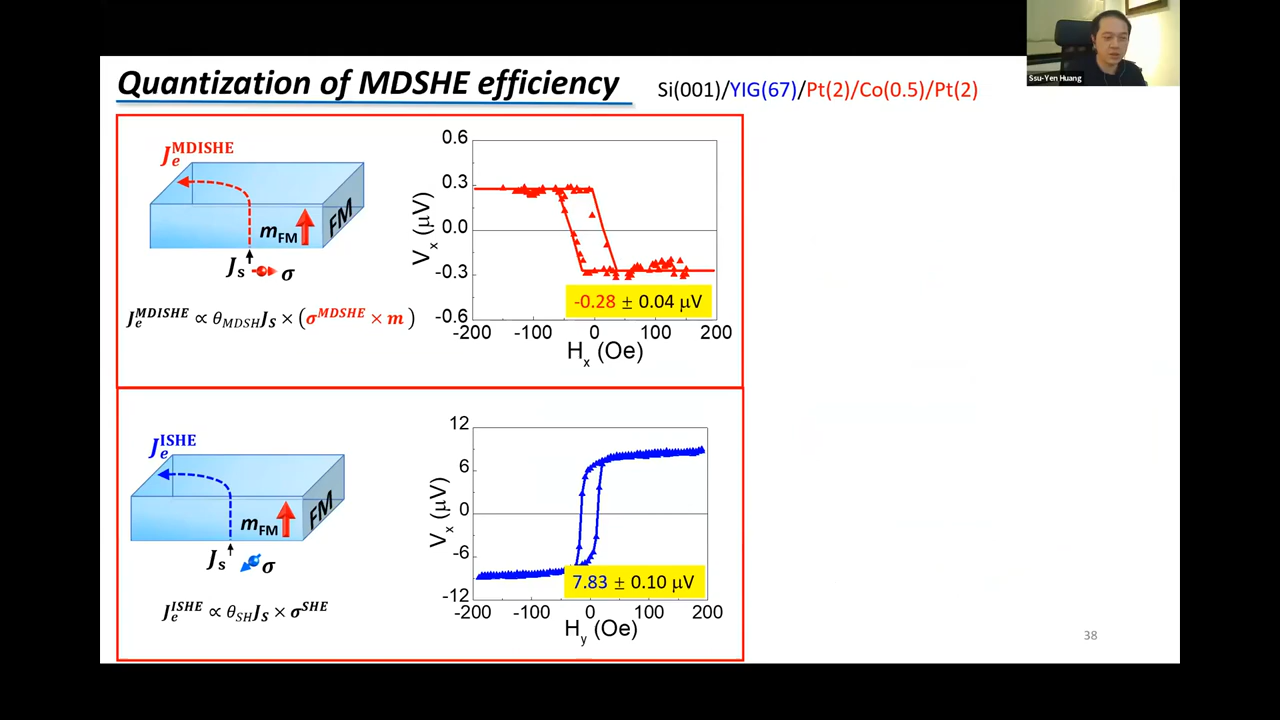 Quantization of MDSHE efficiency
Si(001)/YIG(67)/Pt(2)/Co(0.5)/Pt(2)
Ssu-Yen Huang
J_e^MDISHE
FM
m_FM
J_s σ
J_e^MDISHE ∝ θ_MDSH J_S × (σ^MDSHE × m)
V_x (μV)
0.6
0.3
0.0
-0.3
-0.6
-0.28 ± 0.04 μV
-200 -100 0 100 200
H_x (Oe)
J_e^ISHE
FM
m_FM
J_s σ
J_e^ISHE ∝ θ_SH J_S × σ^SHE
V_x (μV)
12
6
0
-6
-12
7.83 ± 0.10 μV
-200 -100 0 100 200
H_y (Oe)
38